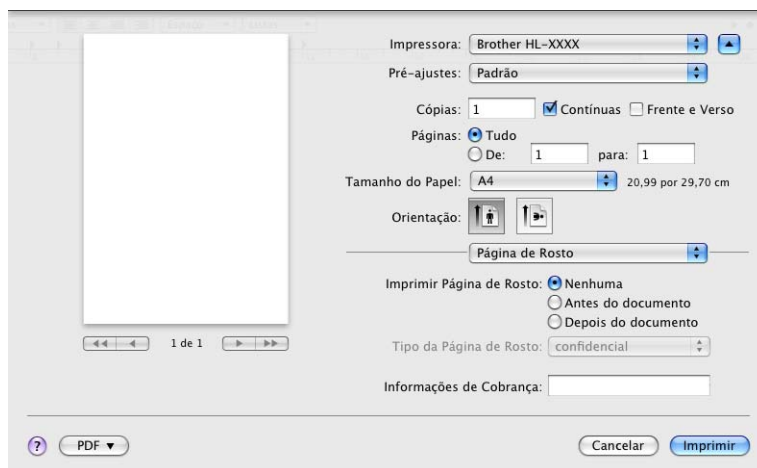 Impressora: Brother HL-XXXX
Pré-ajustes: Padrão
Cópias: 1 Contínuas Frente e Verso
Páginas: Tudo
De: 1 para: 1
Tamanho do Papel: A4 20,99 por 29,70 cm
Orientação:
Página de Rosto
Imprimir Página de Rosto: Nenhuma
Antes do documento
Depois do documento
1 de 1
Tipo da Página de Rosto: confidencial
Informações de Cobrança:
? PDF Cancelar Imprimir